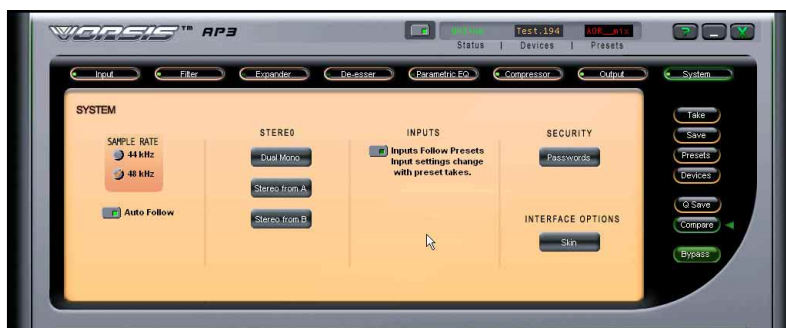 VORSIS™ AP3
Test.194
Status | Devices | Presets
?
Input
Filter
Expander
De-esser
Parametric EQ
Compressor
Output
System
SYSTEM
SAMPLE RATE
44 kHz
48 kHz
Auto Follow
STEREO
Dual Mono
Stereo from A
Stereo from B
INPUTS
Inputs Follow Presets
Input settings change
with preset takes.
SECURITY
Passwords
INTERFACE OPTIONS
Skin
Take
Save
Presets
Devices
Q Save
Compare
Bypass